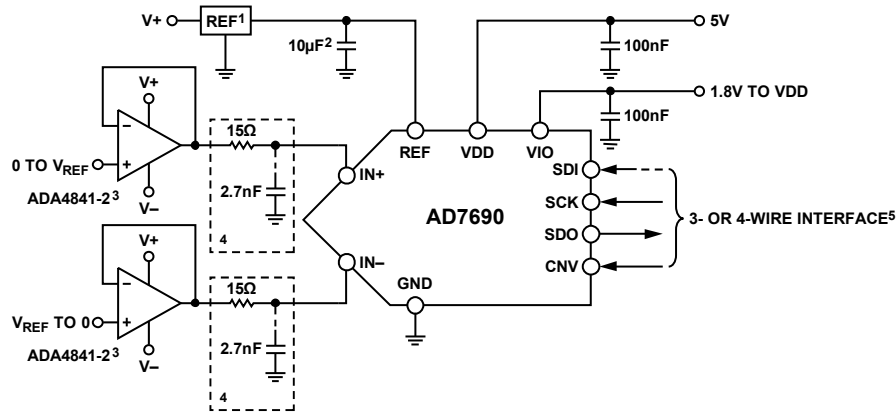 V+
REF1
10µF2
100nF
5V
100nF
1.8V TO VDD
V+
−
+
0 TO VREF
ADA4841-23
V−
15Ω
2.7nF
4
REF
VDD
VIO
IN+
IN−
AD7690
GND
SDI
SCK
SDO
CNV
3- OR 4-WIRE INTERFACE5
V+
−
+
VREF TO 0
ADA4841-23
V−
15Ω
2.7nF
4